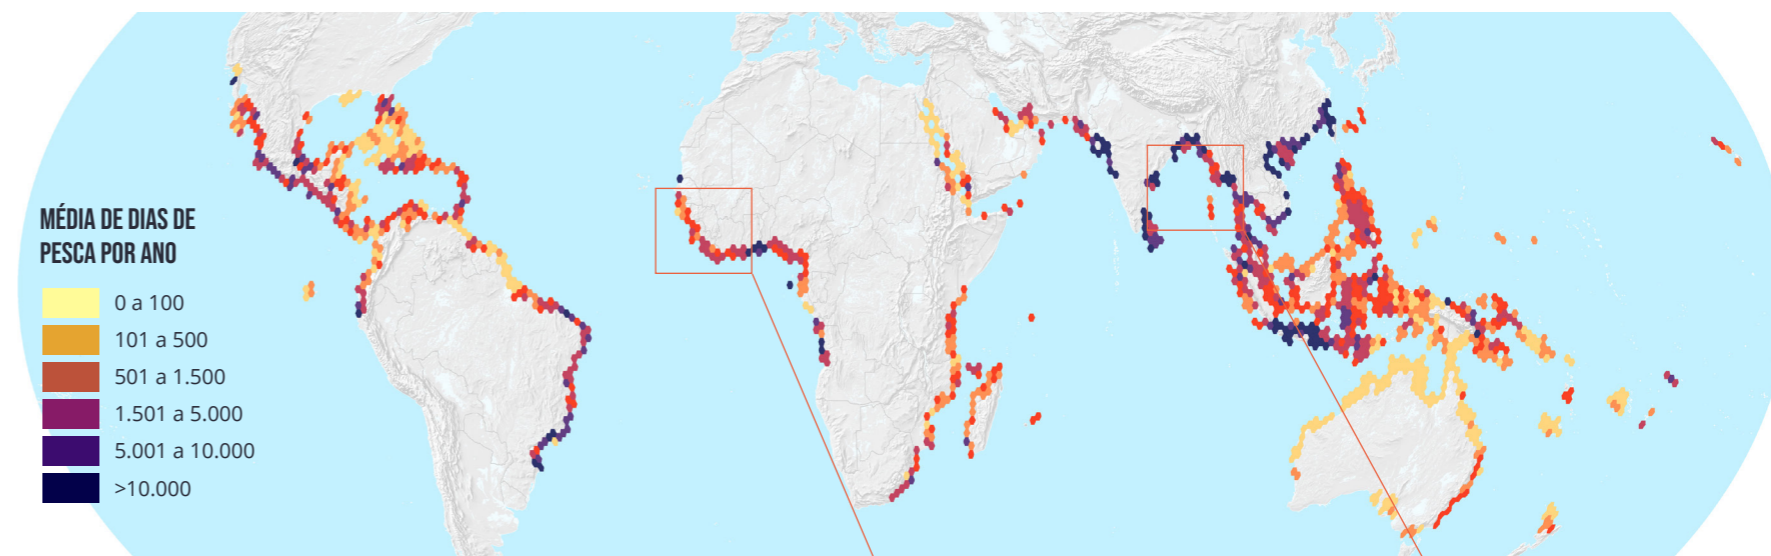 MÉDIA DE DIAS DE
PESCA POR ANO
0 a 100
101 a 500
501 a 1.500
1.501 a 5.000
5.001 a 10.000
>10.000